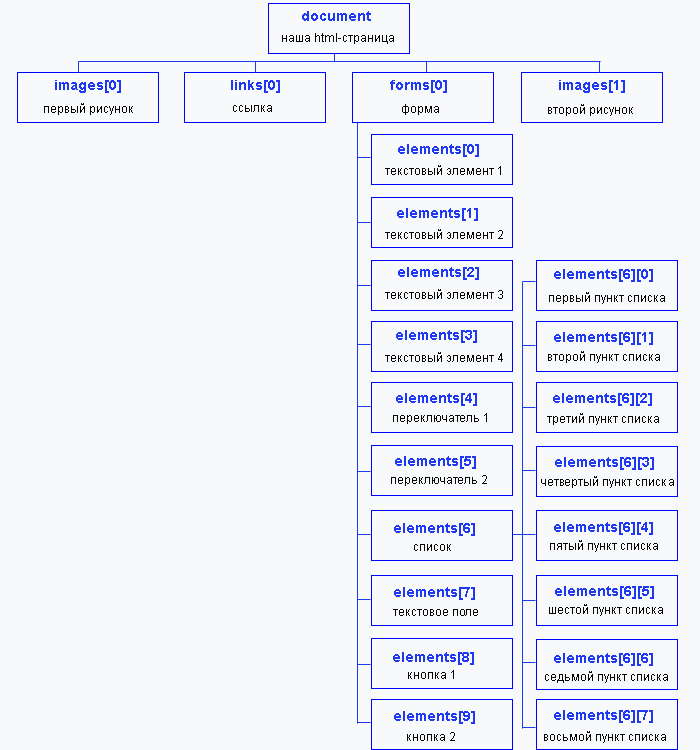 document
наша html-страница
images[0]
первый рисунок
links[0]
ссылка
forms[0]
форма
images[1]
второй рисунок
elements[0]
текстовый элемент 1
elements[1]
текстовый элемент 2
elements[2]
текстовый элемент 3
elements[3]
текстовый элемент 4
elements[4]
переключатель 1
elements[5]
переключатель 2
elements[6]
список
elements[7]
текстовое поле
elements[8]
кнопка 1
elements[9]
кнопка 2
elements[6][0]
первый пункт списка
elements[6][1]
второй пункт списка
elements[6][2]
третий пункт списка
elements[6][3]
четвертый пункт списка
elements[6][4]
пятый пункт списка
elements[6][5]
шестой пункт списка
elements[6][6]
седьмой пункт списка
elements[6][7]
восьмой пункт списка